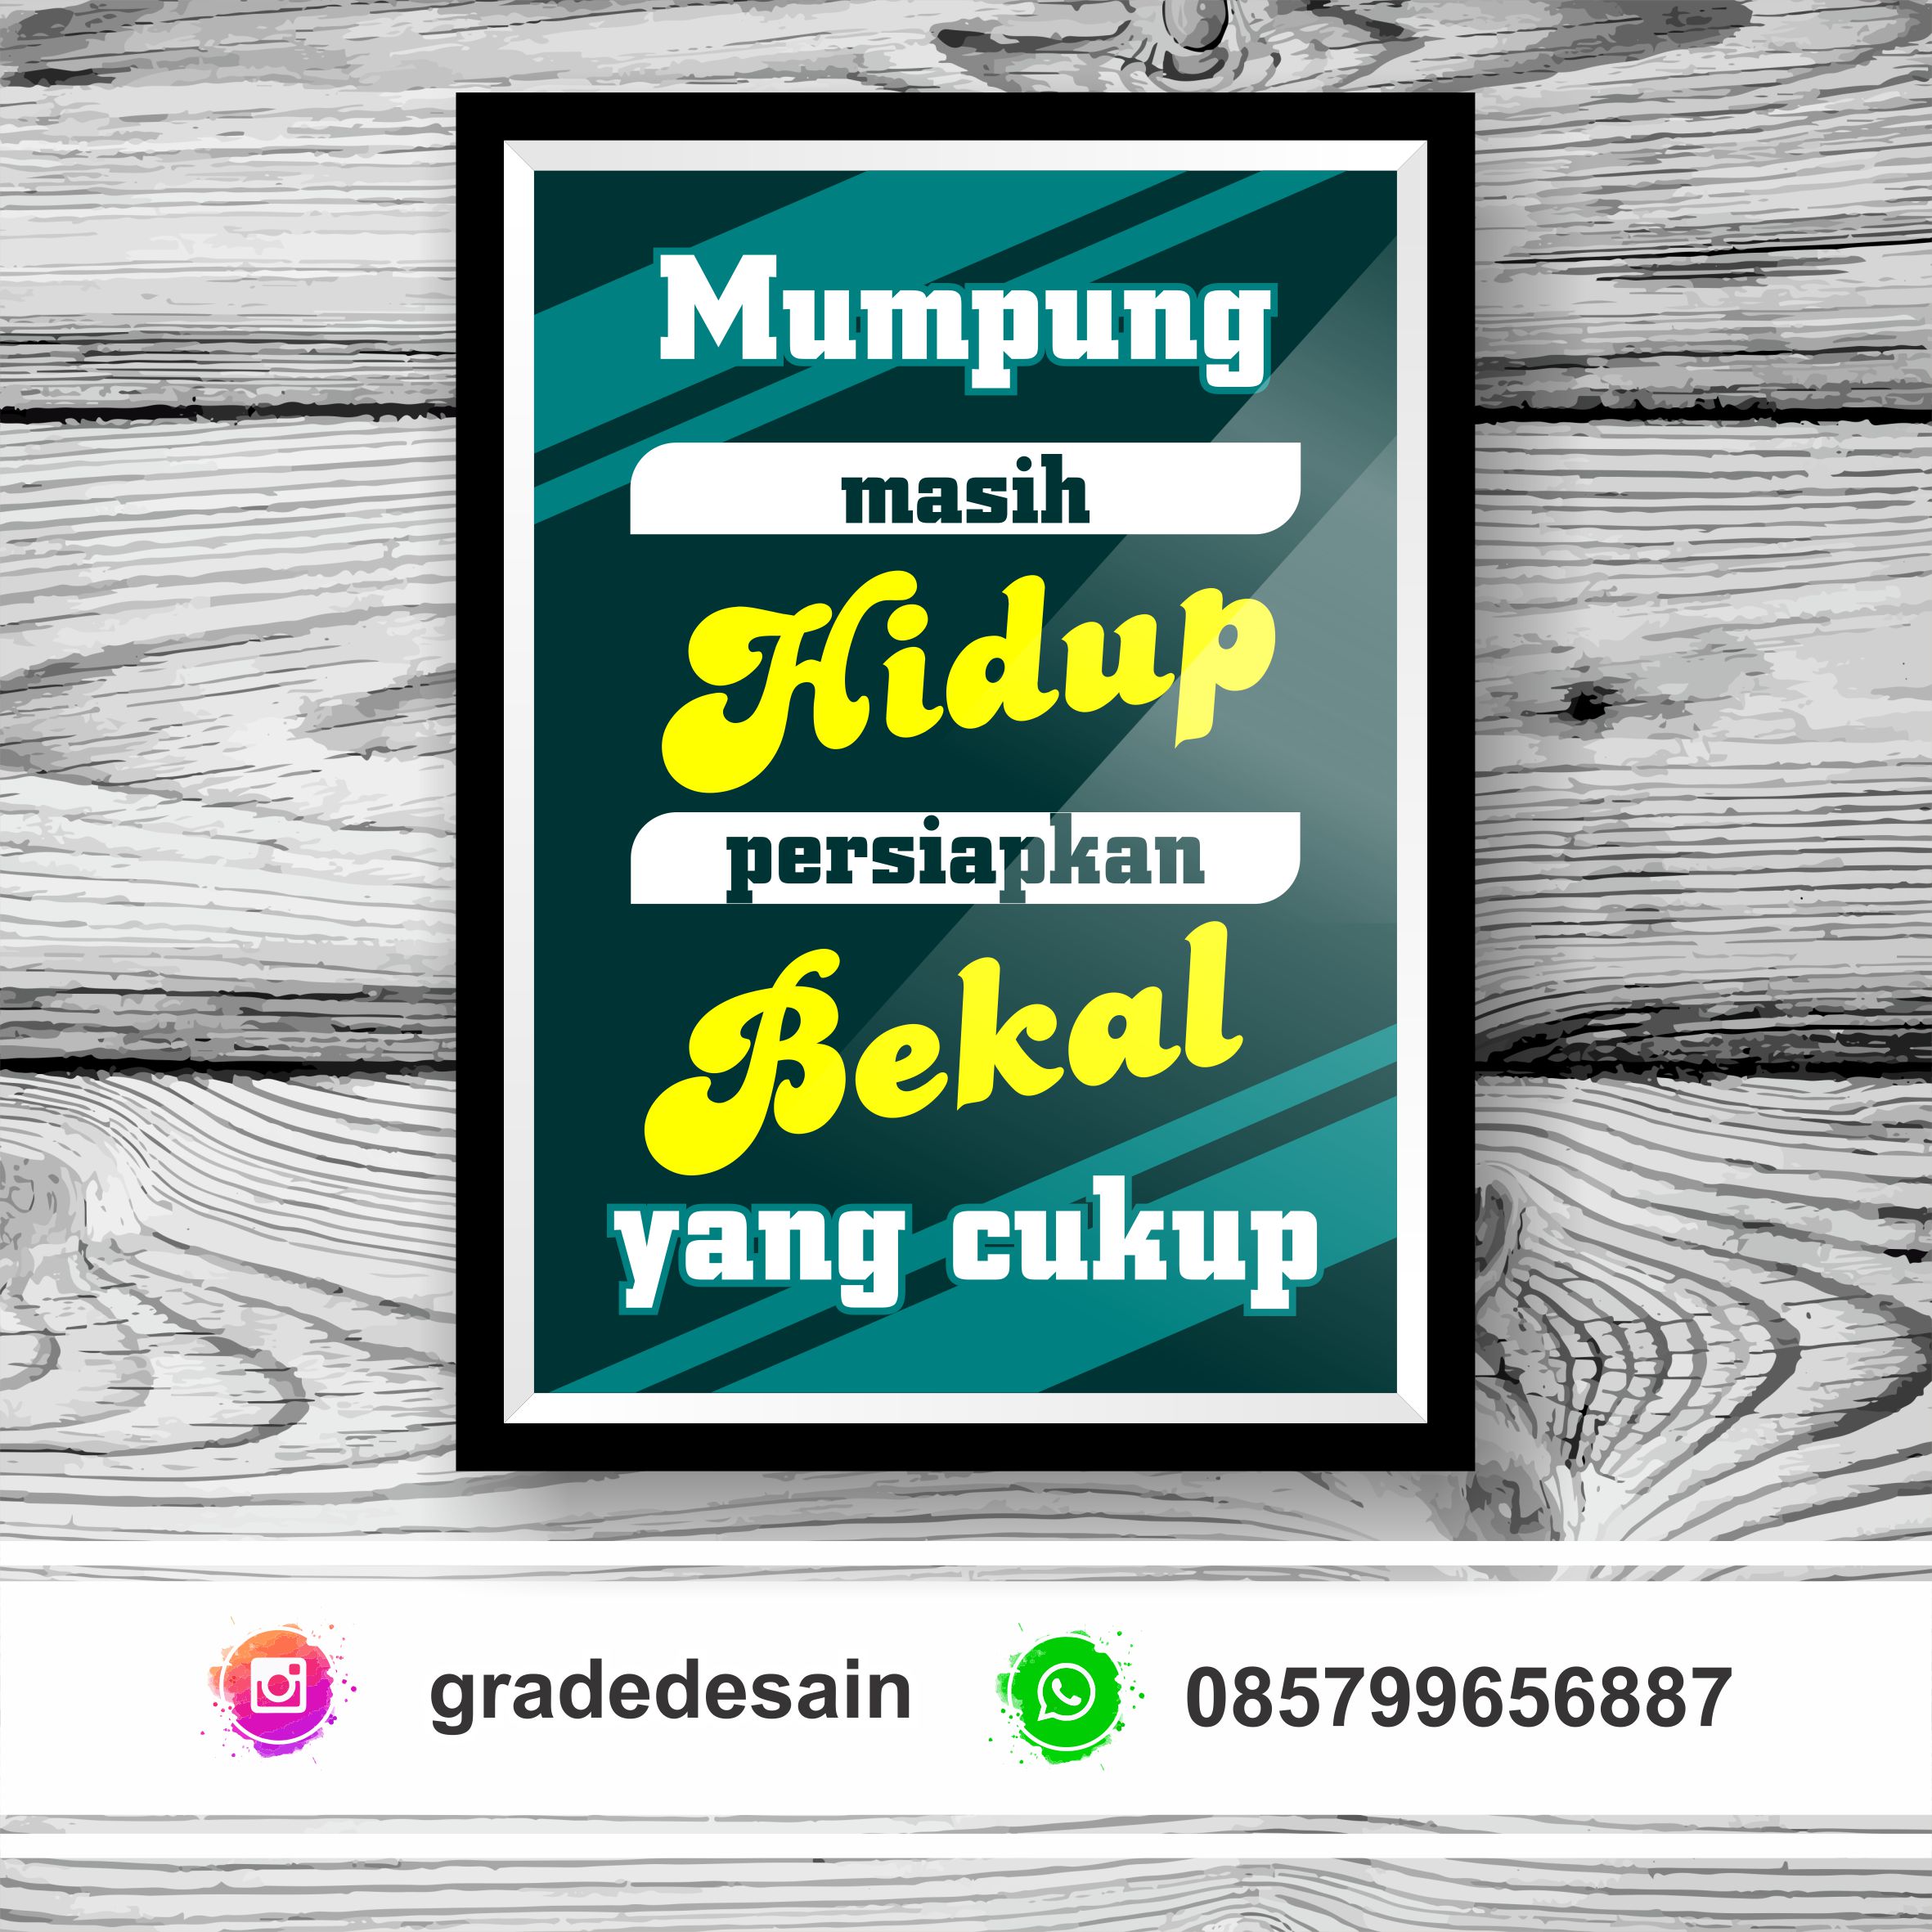 Mumpung
masih
Hidup
persiapkan
Bekal
yang cukup
gradedesain 085799656887